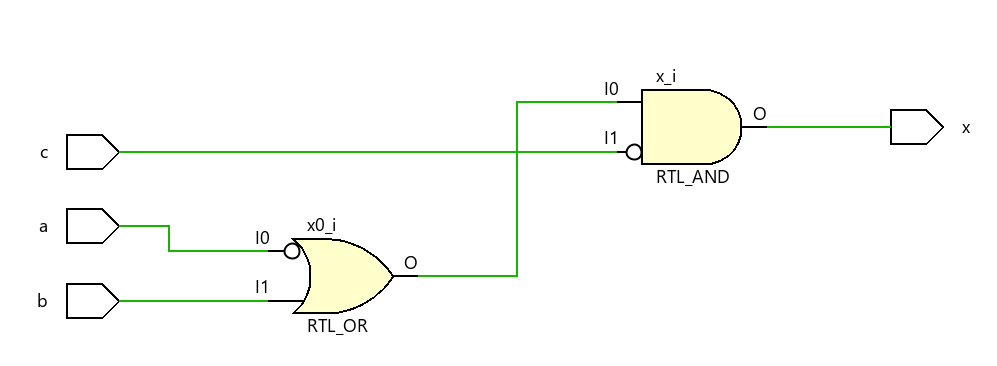 x_i
I0
O
I1
c
x
RTL_AND
a
x0_i
I0
O
I1
b
RTL_OR